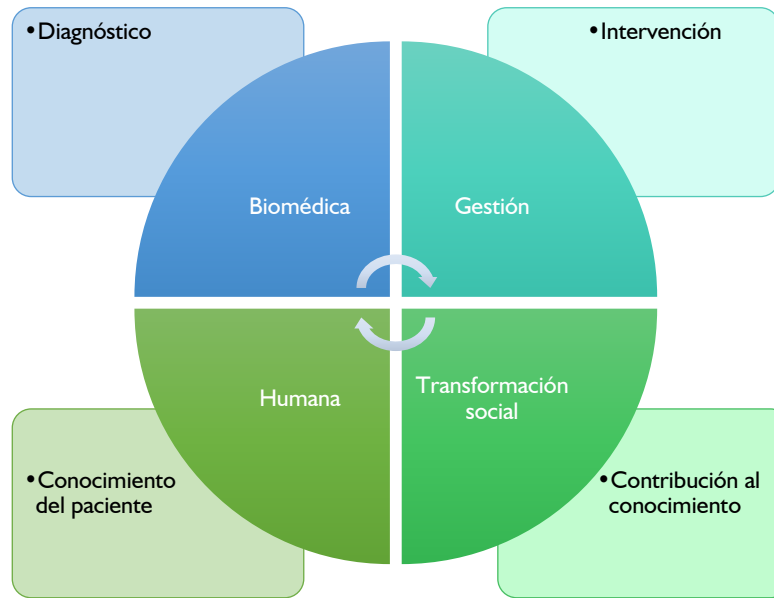 •Diagnóstico
•Intervención
Biomédica
Gestión
Humana
Transformación
social
•Conocimiento
del paciente
•Contribución al
conocimiento